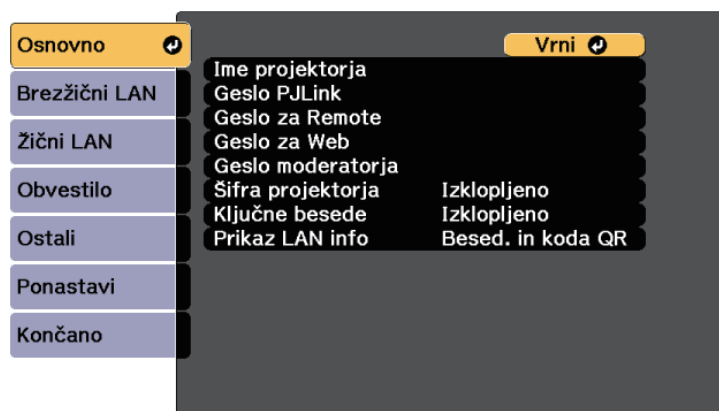 Osnovno
Brezžični LAN
Žični LAN
Obvestilo
Ostali
Ponastavi
Končano
Vrni
Ime projektorja
Geslo PJLink
Geslo za Remote
Geslo za Web
Geslo moderatorja
Šifra projektorja Izklopljeno
Ključne besede Izklopljeno
Prikaz LAN info Besed. in koda QR